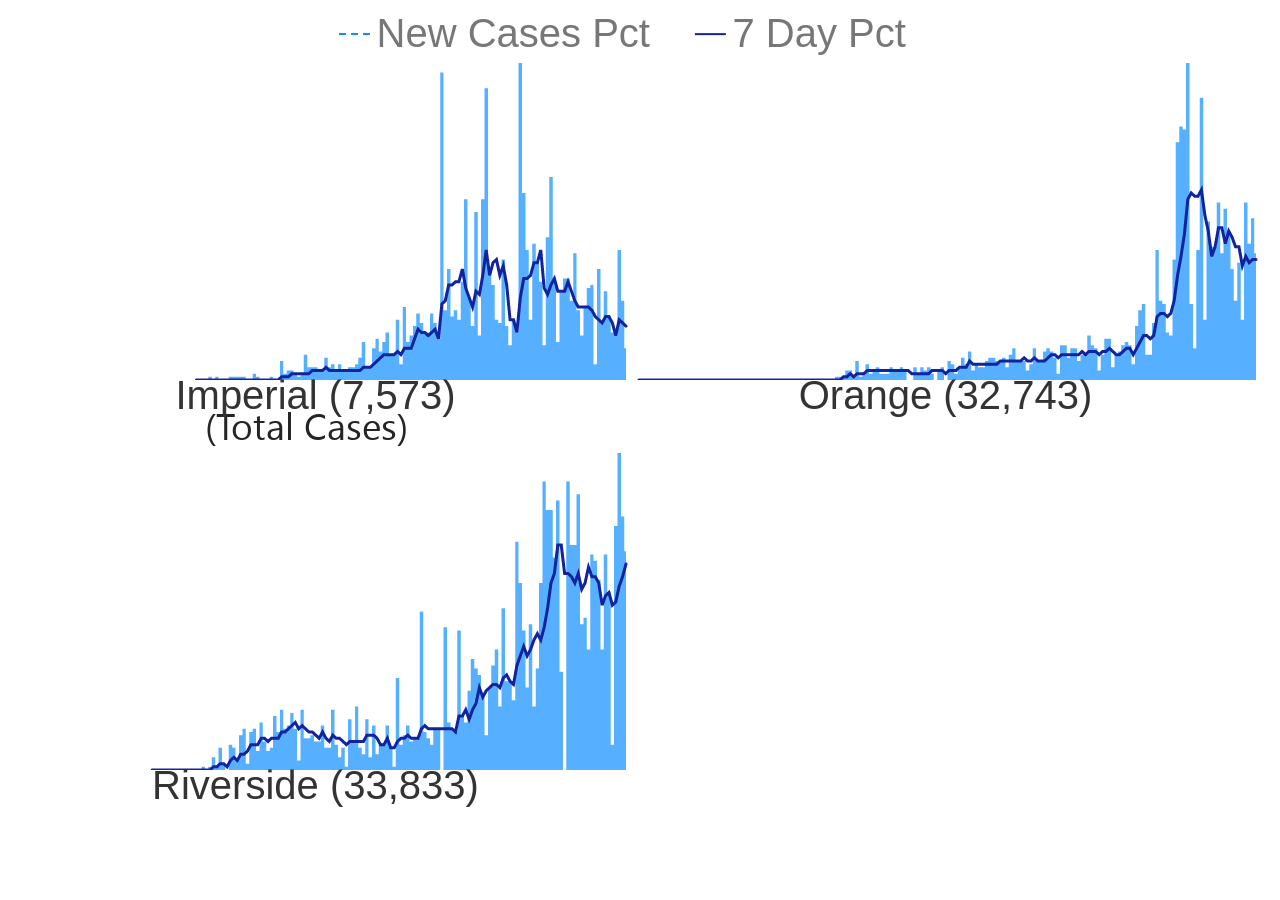 New Cases Pct 7 Day Pct
Imperial (7,573) Orange (32,743)
(Total Cases)
Riverside (33,833)